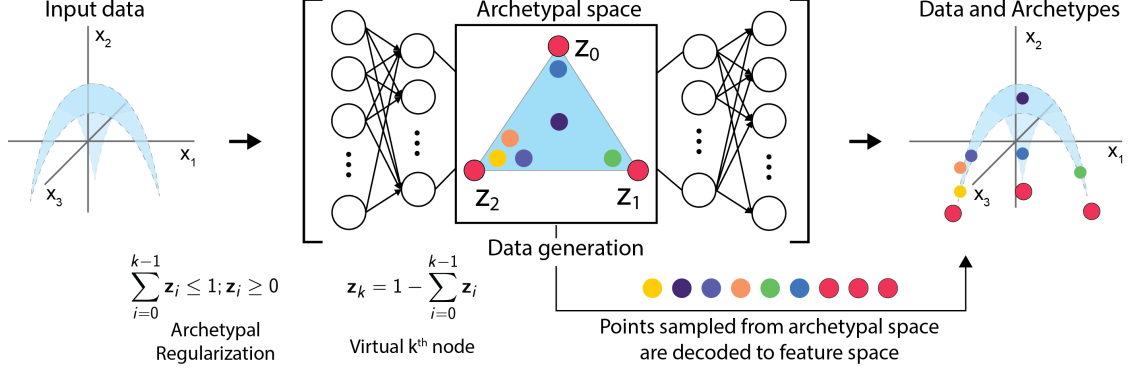 Input data
x₂
x₁
x₃
Archetypal space
z₀
z₂
z₁
Data and Archetypes
x₂
x₁
x₃
Data generation
k−1
∑ zᵢ ≤ 1; zᵢ ≥ 0
i=0
Archetypal
Regularization
k−1
zₖ = 1 − ∑ zᵢ
i=0
Virtual kᵗʰ node
Points sampled from archetypal space
are decoded to feature space